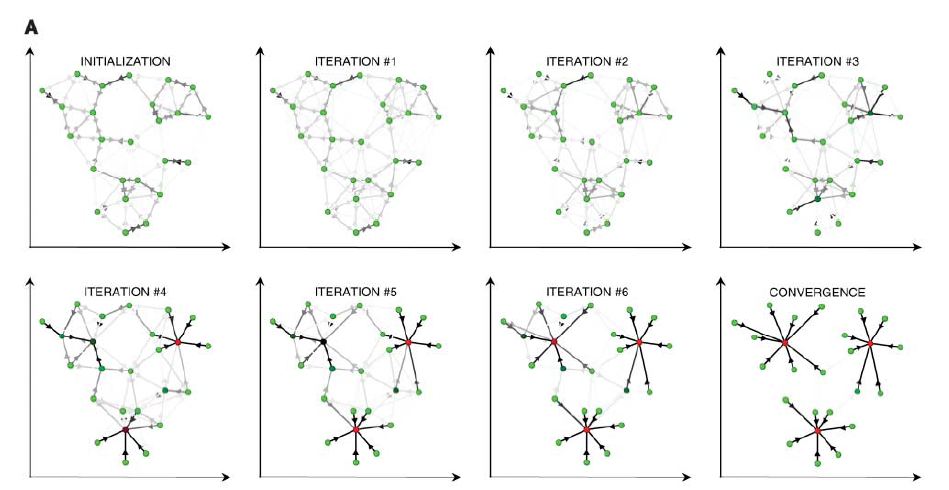 A
INITIALIZATION
ITERATION #1
ITERATION #2
ITERATION #3
ITERATION #4
ITERATION #5
ITERATION #6
CONVERGENCE